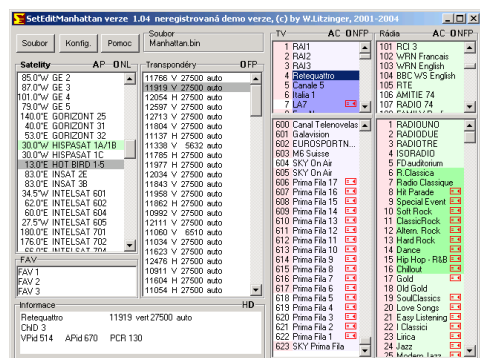 SetEditManhattan verze 1.04 neregistrovaná demo verze, (c) by W.Litzinger, 2001-2004
Soubor
Konfig.
Pomoc
Soubor
Manhattan.bin
Satelity AP ONL
85.0°W GE 2
87.0°W GE 3
101.0°W GE 4
79.0°W GE 5
140.0°E GORIZONT 25
40.0°E GORIZONT 31
53.0°E GORIZONT 32
30.0°W HISPASAT 1A/1B
30.0°W HISPASAT 1C
13.0°E HOT BIRD 1-5
83.0°E INSAT 2E
83.0°E INSAT 3B
34.5°W INTELSAT 601
62.0°E INTELSAT 602
60.0°E INTELSAT 604
27.5°W INTELSAT 605
180.0°E INTELSAT 701
176.0°E INTELSAT 702
66.0°E INTELSAT 704
Transpondéry OFP
11766 V 27500 auto
11919 V 27500 auto
12054 H 27500 auto
12597 V 27500 auto
12713 V 27500 auto
11804 V 27500 auto
11137 H 27500 auto
11338 V 5632 auto
11785 H 27500 auto
11977 V 27500 auto
12034 V 27500 auto
11843 V 27500 auto
11958 V 27500 auto
11862 H 27500 auto
10992 V 27500 auto
12111 V 27500 auto
11060 V 6510 auto
11034 V 27500 auto
11623 V 27500 auto
12476 H 27500 auto
10911 V 27500 auto
11604 H 27500 auto
11054 H 27500 auto
FAV
FAV 1
FAV 2
FAV 3
Informace HD
Retequattro 11919 vert 27500 auto
ChID 3
VPid 514 APid 670 PCR 130
TV AC ONFP
1 RAI1
2 RAI2
3 RAI3
4 Retequattro
5 Canale 5
6 Italia 1
7 LA7
600 Canal Telenovelas
601 Galavision
602 EUROSPORTN...
603 M6 Suisse
604 SKY On Air
605 SKY On Air
606 Prima Fila 17
607 Prima Fila 16
608 Prima Fila 15
609 Prima Fila 14
610 Prima Fila 13
611 Prima Fila 12
612 Prima Fila 11
613 Prima Fila 10
614 Prima Fila 9
615 Prima Fila 8
616 Prima Fila 7
617 Prima Fila 6
618 Prima Fila 5
619 Prima Fila 4
620 Prima Fila 3
621 Prima Fila 2
622 Prima Fila 1
623 SKY Prima Fila
Rádia AC ONFP
101 RCI 3
102 WRN Francais
103 WRN English
104 BBC WS English
105 RTE
106 AMITIE 74
107 RADIO 74
1 RADIOUNO
2 RADIODUE
3 RADIOTRE
4 ISORADIO
5 FD auditorium
6 R.Classica
7 Radio Classique
8 Hit Parade
9 Special Event
10 Soft Rock
11 ClassicRock
12 Altern. Rock
13 Hard Rock
14 Dance
15 Hip Hop - R&B
16 Chillout
17 Gold
18 Old Gold
19 SoulClassics
20 Love Songs
21 Easy Listening
22 I Classici
23 Lirica
24 Jazz
25 Modern Jazz